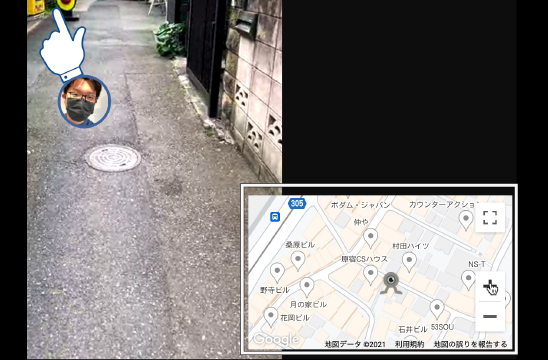 305
ボダム・ジャパン
カウンターアクション
仲や
桑原ビル
村田ハイツ
原宿CSハウス
NS-T
野寺ビル
月の家ビル
花岡ビル
石井ビル
53SOU
Google
地図データ ©2021 利用規約 地図の誤りを報告する